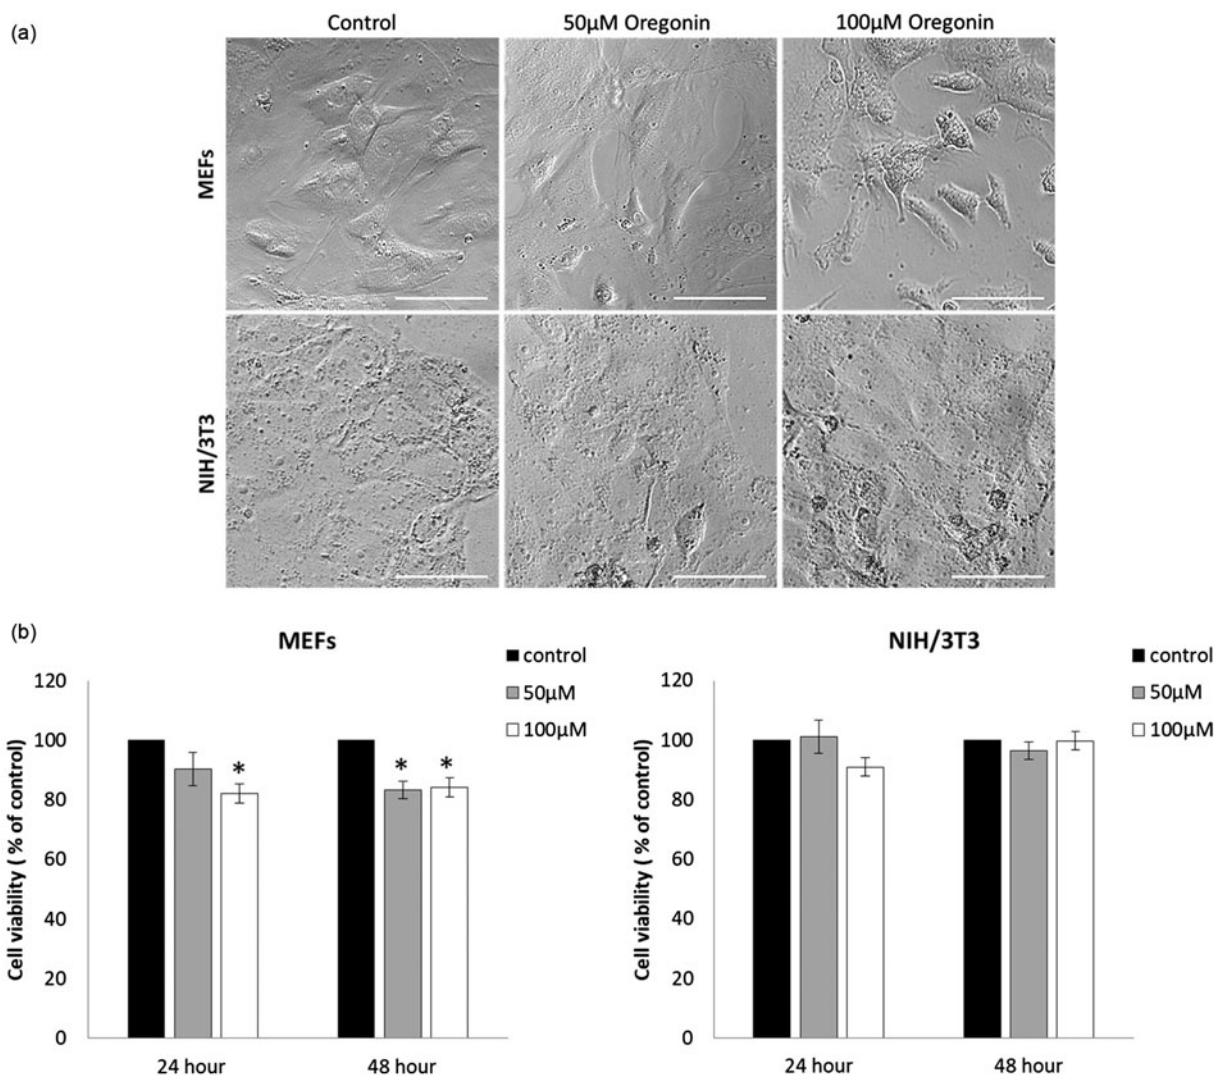 (a)
Control 50µM Oregonin 100µM Oregonin
MEFs
NIH/3T3
(b)
MEFs
control
50µM
100µM
Cell viability ( % of control)
120
100
80
60
40
20
0
* * *
24 hour 48 hour
NIH/3T3
control
50µM
100µM
Cell viability ( % of control)
120
100
80
60
40
20
0
24 hour 48 hour